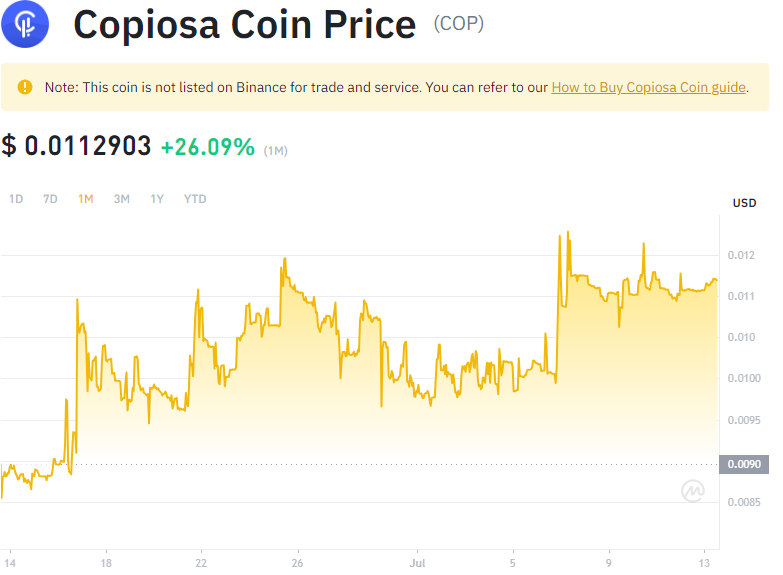 Copiosa Coin Price (COP)
Note: This coin is not listed on Binance for trade and service. You can refer to our How to Buy Copiosa Coin guide.
$ 0.0112903 +26.09% (1M)
1D 7D 1M 3M 1Y YTD
USD
0.012
0.011
0.010
0.0100
0.0095
0.0090
0.0085
14 18 22 26 Jul 5 9 13